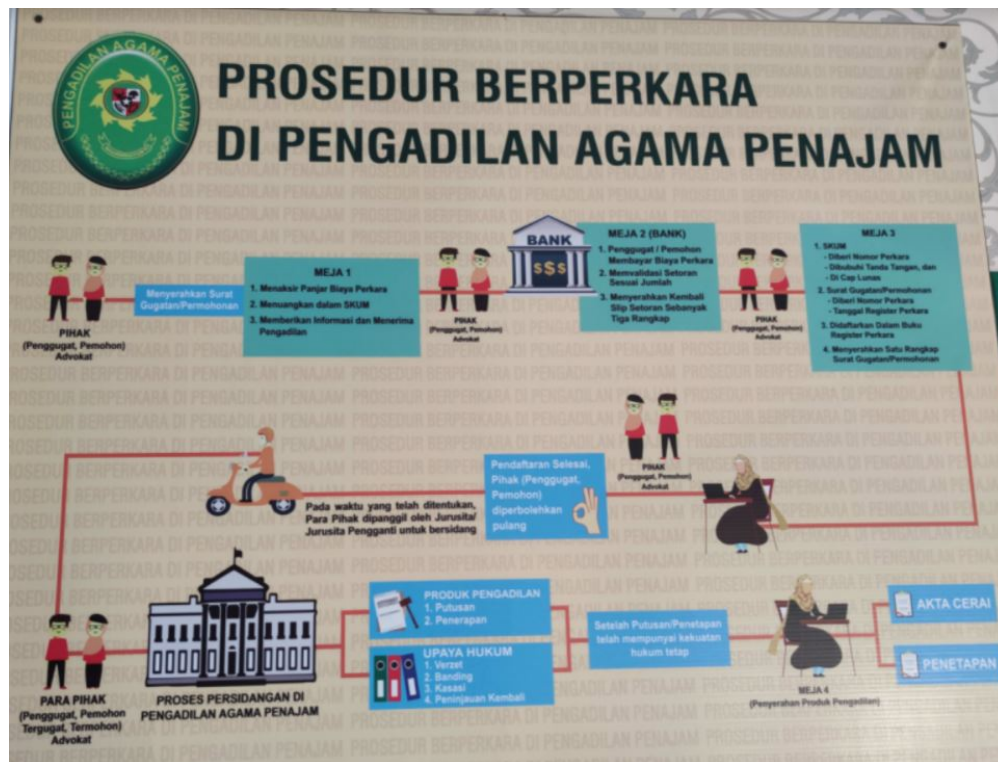 PENGADILAN AGAMA PENAJAM
PROSEDUR BERPERKARA
DI PENGADILAN AGAMA PENAJAM
PIHAK
(Penggugat, Pemohon)
Advokat
Menyerahkan Surat
Gugatan/Permohonan
MEJA 1
1. Menaksir Panjar Biaya Perkara
2. Menuangkan dalam SKUM
3. Memberikan Informasi dan Menerima
Pengadilan
PIHAK
(Penggugat, Pemohon)
Advokat
BANK
$$$
MEJA 2 (BANK)
1. Penggugat / Pemohon
Membayar Biaya Perkara
2. Memvalidasi Setoran
Sesuai Jumlah
3. Menyerahkan Kembali
Slip Setoran Sebanyak
Tiga Rangkap
PIHAK
(Penggugat, Pemohon)
Advokat
MEJA 3
1. SKUM
- Diberi Nomor Perkara
- Dibubuhi Tanda Tangan, dan
- Di Cap Lunas
2. Surat Gugatan/Permohonan
- Diberi Nomor Perkara
- Tanggal Register Perkara
3. Didaftarkan Dalam Buku
Register Perkara
4. Menyerahkan Satu Rangkap
Surat Gugatan/Permohonan
PIHAK
(Penggugat, Pemohon)
Advokat
Pendaftaran Selesai,
Pihak (Penggugat,
Pemohon)
diperbolehkan
pulang
Pada waktu yang telah ditentukan,
Para Pihak dipanggil oleh Jurusita/
Jurusita Pengganti untuk bersidang
PARA PIHAK
(Penggugat, Pemohon
Tergugat, Termohon)
Advokat
PROSES PERSIDANGAN DI
PENGADILAN AGAMA PENAJAM
PRODUK PENGADILAN
1. Putusan
2. Penerapan
UPAYA HUKUM
1. Verzet
2. Banding
3. Kasasi
4. Peninjauan Kembali
Setelah Putusan/Penetapan
telah mempunyai kekuatan
hukum tetap
MEJA 4
(Penyerahan Produk Pengadilan)
AKTA CERAI
PENETAPAN